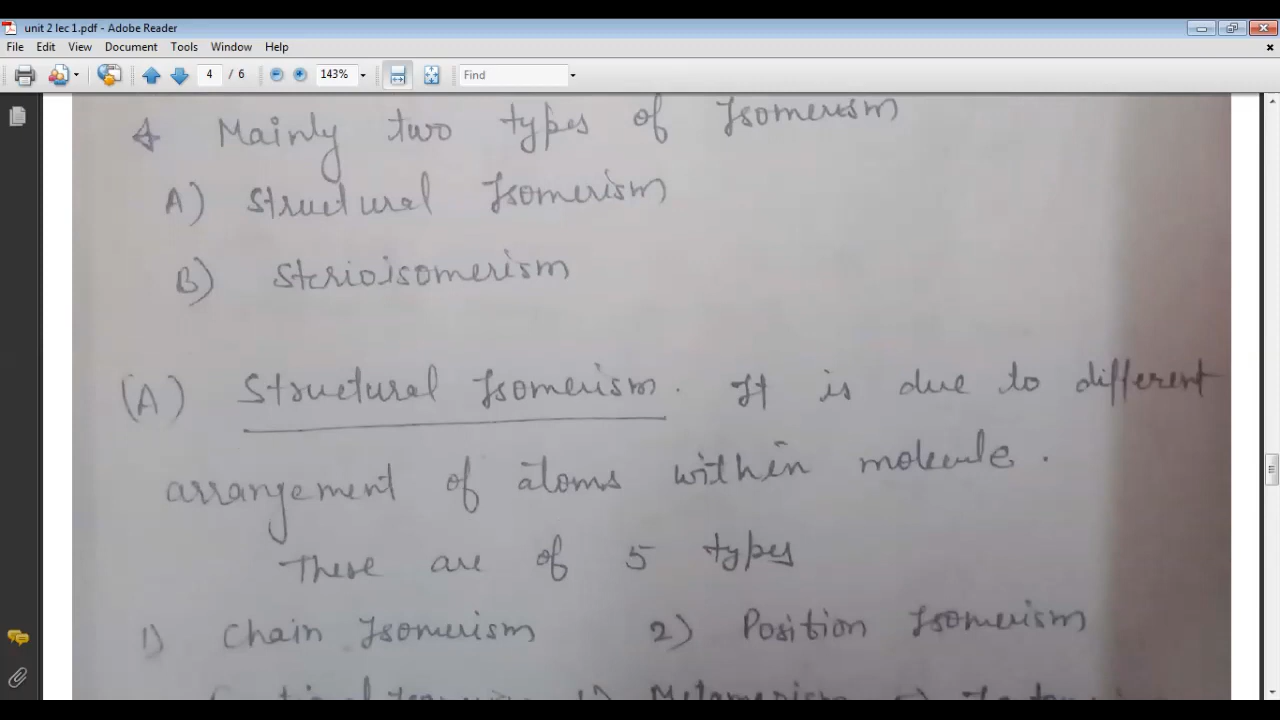 unit 2 lec 1.pdf - Adobe Reader
File Edit View Document Tools Window Help
4 / 6 143% Find
Mainly two types of Isomerism
A) Structural Isomerism
B) Sterioisomerism
(A) Structural Isomerism. It is due to different
arrangement of atoms within molecule.
These are of 5 types
1) Chain Isomerism 2) Position Isomerism
Metamerism